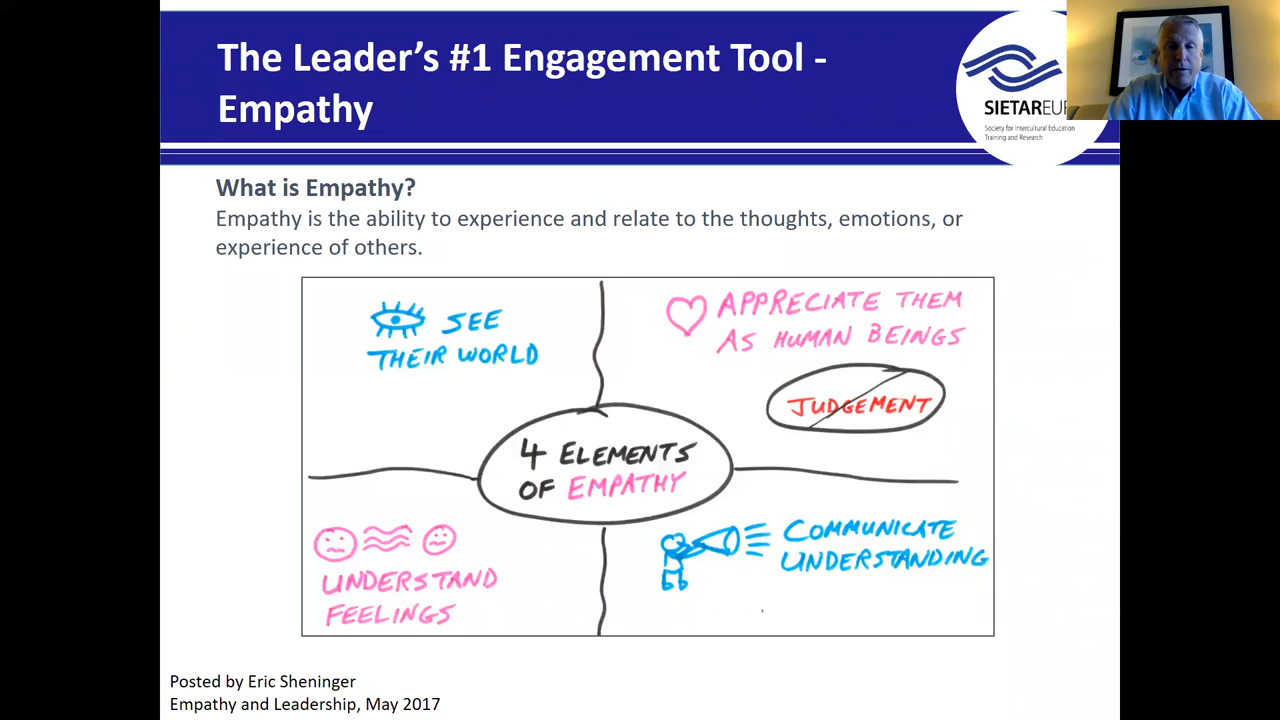 The Leader's #1 Engagement Tool -
Empathy
SIETAREU
Society for Intercultural Education
Training and Research
What is Empathy?
Empathy is the ability to experience and relate to the thoughts, emotions, or
experience of others.
SEE
THEIR WORLD
APPRECIATE THEM
AS HUMAN BEINGS
JUDGEMENT
4 ELEMENTS
OF EMPATHY
UNDERSTAND
FEELINGS
COMMUNICATE
UNDERSTANDING
Posted by Eric Sheninger
Empathy and Leadership, May 2017